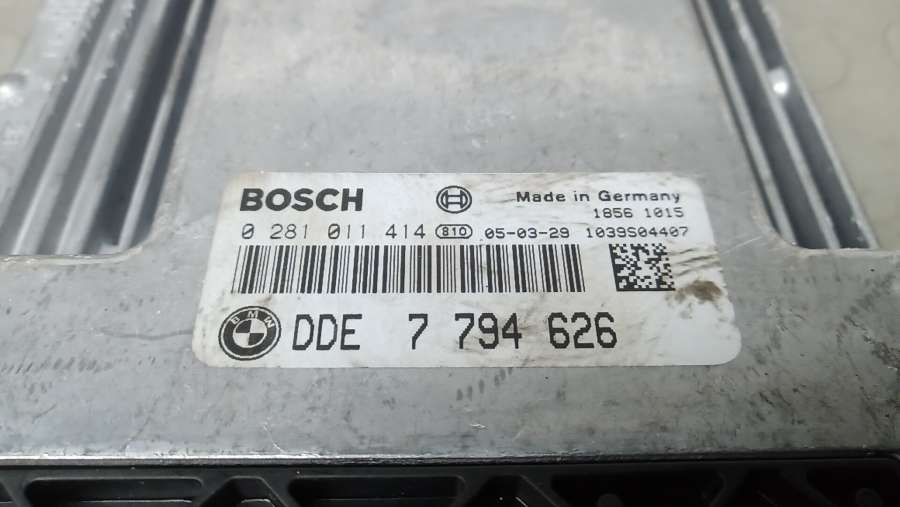 BOSCH Made in Germany
1856 1015
0 281 011 414 810 05-03-29 1039S04407
BMW DDE 7 794 626